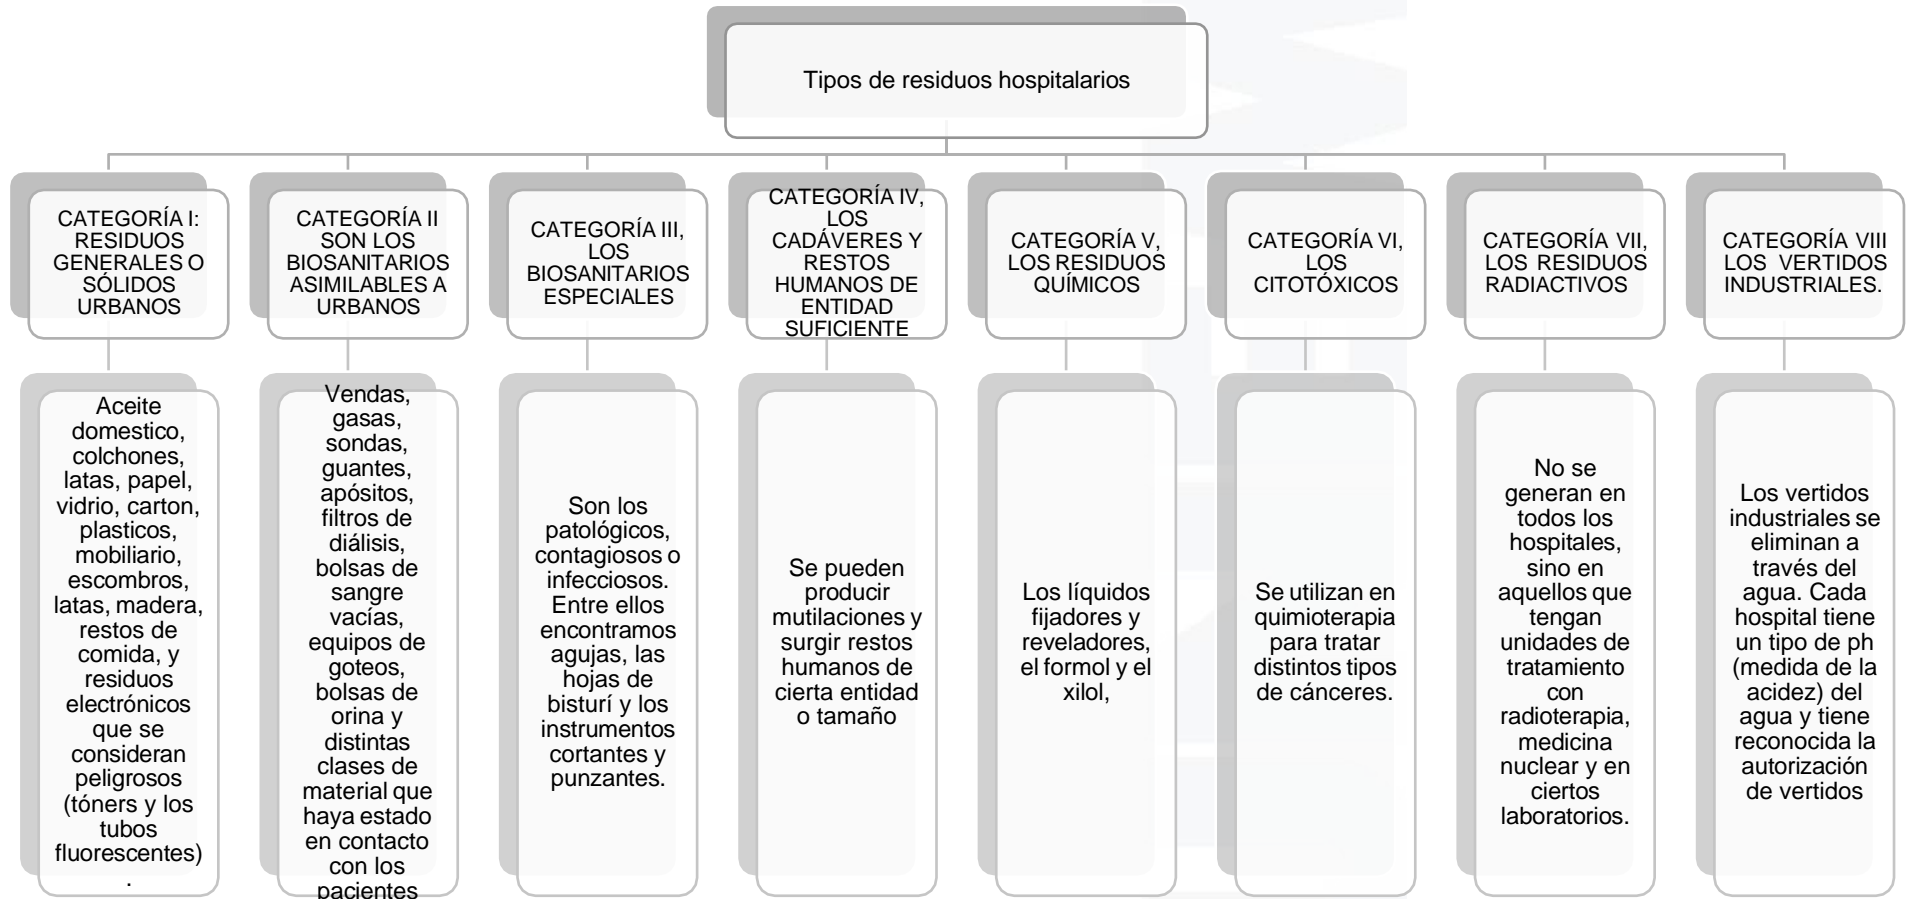 Tipos de residuos hospitalarios
CATEGORÍA I:
RESIDUOS
GENERALES O
SÓLIDOS
URBANOS
CATEGORÍA II
SON LOS
BIOSANITARIOS
ASIMILABLES A
URBANOS
CATEGORÍA III,
LOS
BIOSANITARIOS
ESPECIALES
CATEGORÍA IV,
LOS
CADÁVERES Y
RESTOS
HUMANOS DE
ENTIDAD
SUFICIENTE
CATEGORÍA V,
LOS RESIDUOS
QUÍMICOS
CATEGORÍA VI,
LOS
CITOTÓXICOS
CATEGORÍA VII,
LOS RESIDUOS
RADIACTIVOS
CATEGORÍA VIII
LOS VERTIDOS
INDUSTRIALES.
Aceite
domestico,
colchones,
latas, papel,
vidrio, carton,
plasticos,
mobiliario,
escombros,
latas, madera,
restos de
comida, y
residuos
electrónicos
que se
consideran
peligrosos
(tóners y los
tubos
fluorescentes)
.
Vendas,
gasas,
sondas,
guantes,
apósitos,
filtros de
diálisis,
bolsas de
sangre
vacías,
equipos de
goteos,
bolsas de
orina y
distintas
clases de
material que
haya estado
en contacto
con los
pacientes
Son los
patológicos,
contagiosos o
infecciosos.
Entre ellos
encontramos
agujas, las
hojas de
bisturí y los
instrumentos
cortantes y
punzantes.
Se pueden
producir
mutilaciones y
surgir restos
humanos de
cierta entidad
o tamaño
Los líquidos
fijadores y
reveladores,
el formol y el
xilol,
Se utilizan en
quimioterapia
para tratar
distintos tipos
de cánceres.
No se
generan en
todos los
hospitales,
sino en
aquellos que
tengan
unidades de
tratamiento
con
radioterapia,
medicina
nuclear y en
ciertos
laboratorios.
Los vertidos
industriales se
eliminan a
través del
agua. Cada
hospital tiene
un tipo de ph
(medida de la
acidez) del
agua y tiene
reconocida la
autorización
de vertidos